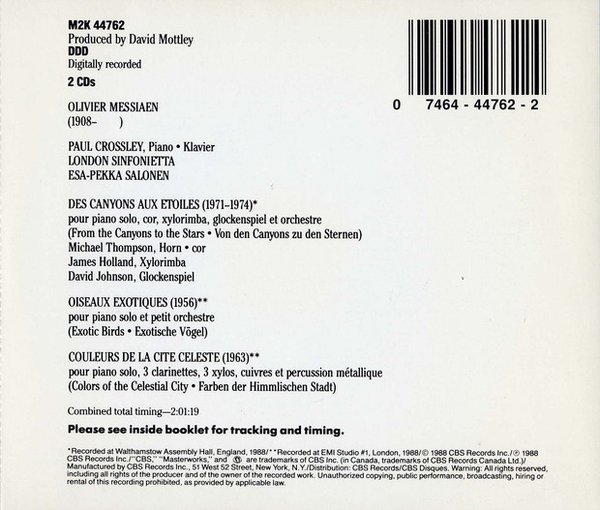 M2K 44762
Produced by David Mottley
DDD
Digitally recorded
2 CDs
0 7464 - 44762 - 2
OLIVIER MESSIAEN
(1908– )
PAUL CROSSLEY, Piano • Klavier
LONDON SINFONIETTA
ESA-PEKKA SALONEN
DES CANYONS AUX ETOILES (1971–1974)*
pour piano solo, cor, xylorimba, glockenspiel et orchestre
(From the Canyons to the Stars • Von den Canyons zu den Sternen)
Michael Thompson, Horn • cor
James Holland, Xylorimba
David Johnson, Glockenspiel
OISEAUX EXOTIQUES (1956)**
pour piano solo et petit orchestre
(Exotic Birds • Exotische Vögel)
COULEURS DE LA CITE CELESTE (1963)**
pour piano solo, 3 clarinettes, 3 xylos, cuivres et percussion métallique
(Colors of the Celestial City • Farben der Himmlischen Stadt)
Combined total timing—2:01:19
Please see inside booklet for tracking and timing.
*Recorded at Walthamstow Assembly Hall, England, 1988/**Recorded at EMI Studio #1, London, 1988/© 1988 CBS Records Inc./℗ 1988
CBS Records Inc./"CBS," "Masterworks," and are trademarks of CBS Inc. (in Canada, trademarks of CBS Records Canada Ltd.)/
Manufactured by CBS Records Inc., 51 West 52 Street, New York, N.Y./Distribution: CBS Records/CBS Disques. Warning: All rights reserved,
including all rights of the producer and of the owner of the recorded work. Unauthorized copying, public performance, broadcasting, hiring or
rental of this recording prohibited, as provided by applicable law.